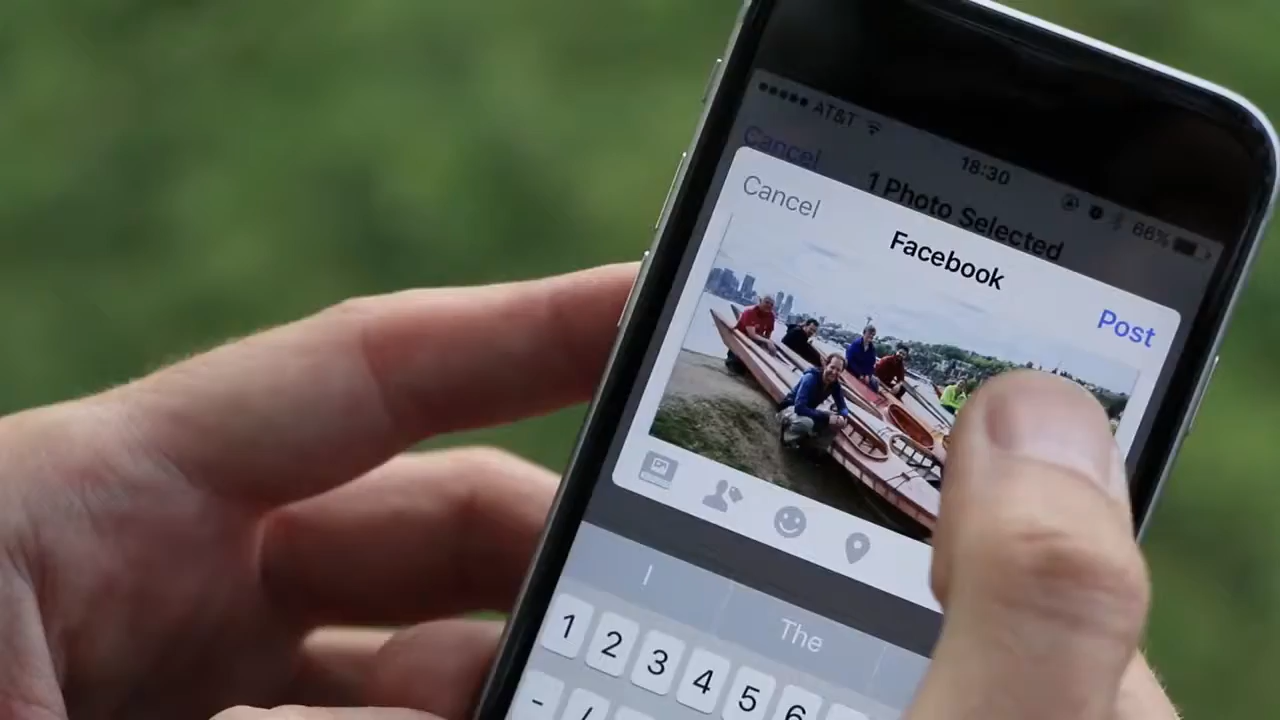 AT&T 18:30 66%
Cancel
1 Photo Selected
Cancel
Facebook
Post
I The
1 2 3 4 5 6
- /